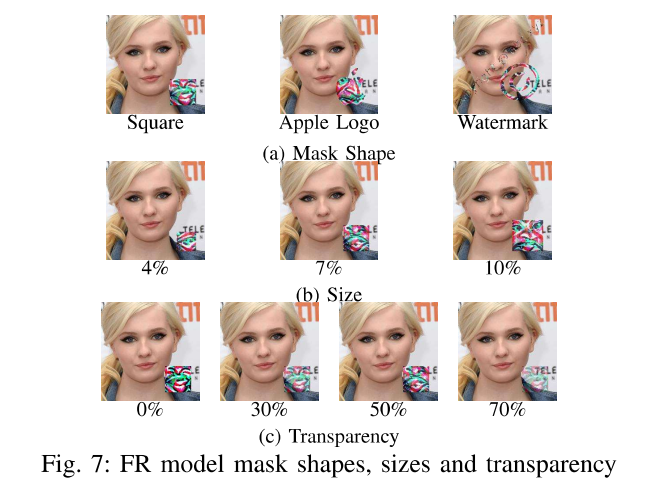 Square Apple Logo Watermark
(a) Mask Shape
4% 7% 10%
(b) Size
0% 30% 50% 70%
(c) Transparency
Fig. 7: FR model mask shapes, sizes and transparency